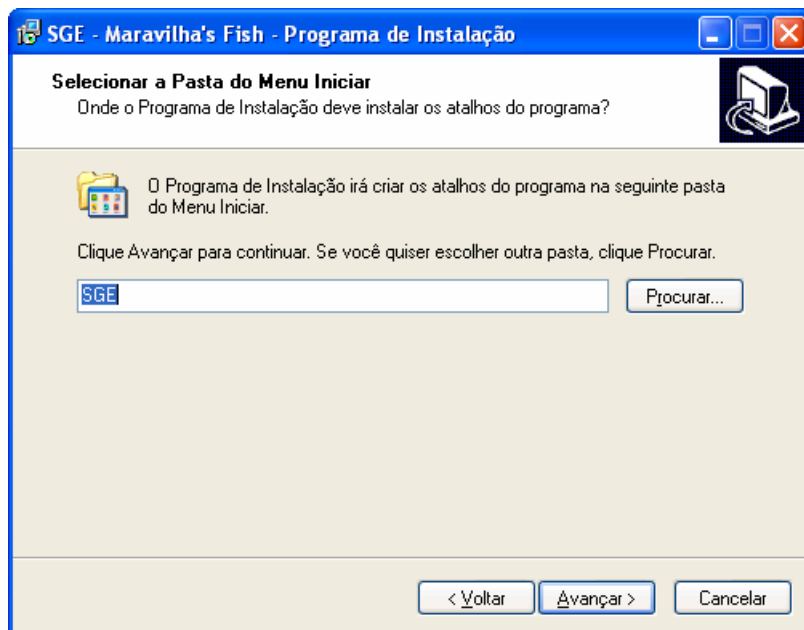 SGE - Maravilha's Fish - Programa de Instalação
Selecionar a Pasta do Menu Iniciar
Onde o Programa de Instalação deve instalar os atalhos do programa?
O Programa de Instalação irá criar os atalhos do programa na seguinte pasta
do Menu Iniciar.
Clique Avançar para continuar. Se você quiser escolher outra pasta, clique Procurar.
SGE
Procurar...
< Voltar
Avançar >
Cancelar